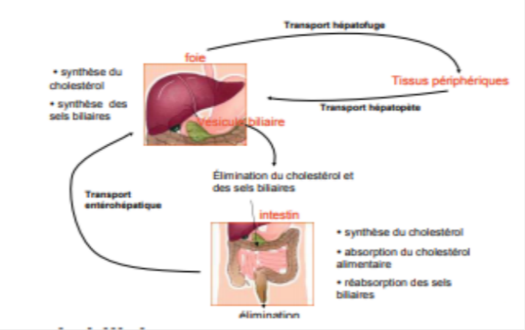 Transport hépatofuge
foie
• synthèse du
cholestérol
• synthèse des
sels biliaires
Tissus périphériques
Transport hépatopète
vésicule biliaire
Élimination du cholestérol et
des sels biliaires
Transport
entérohépatique
intestin
• synthèse du cholestérol
• absorption du cholestérol
alimentaire
• réabsorption des sels
biliaires
élimination